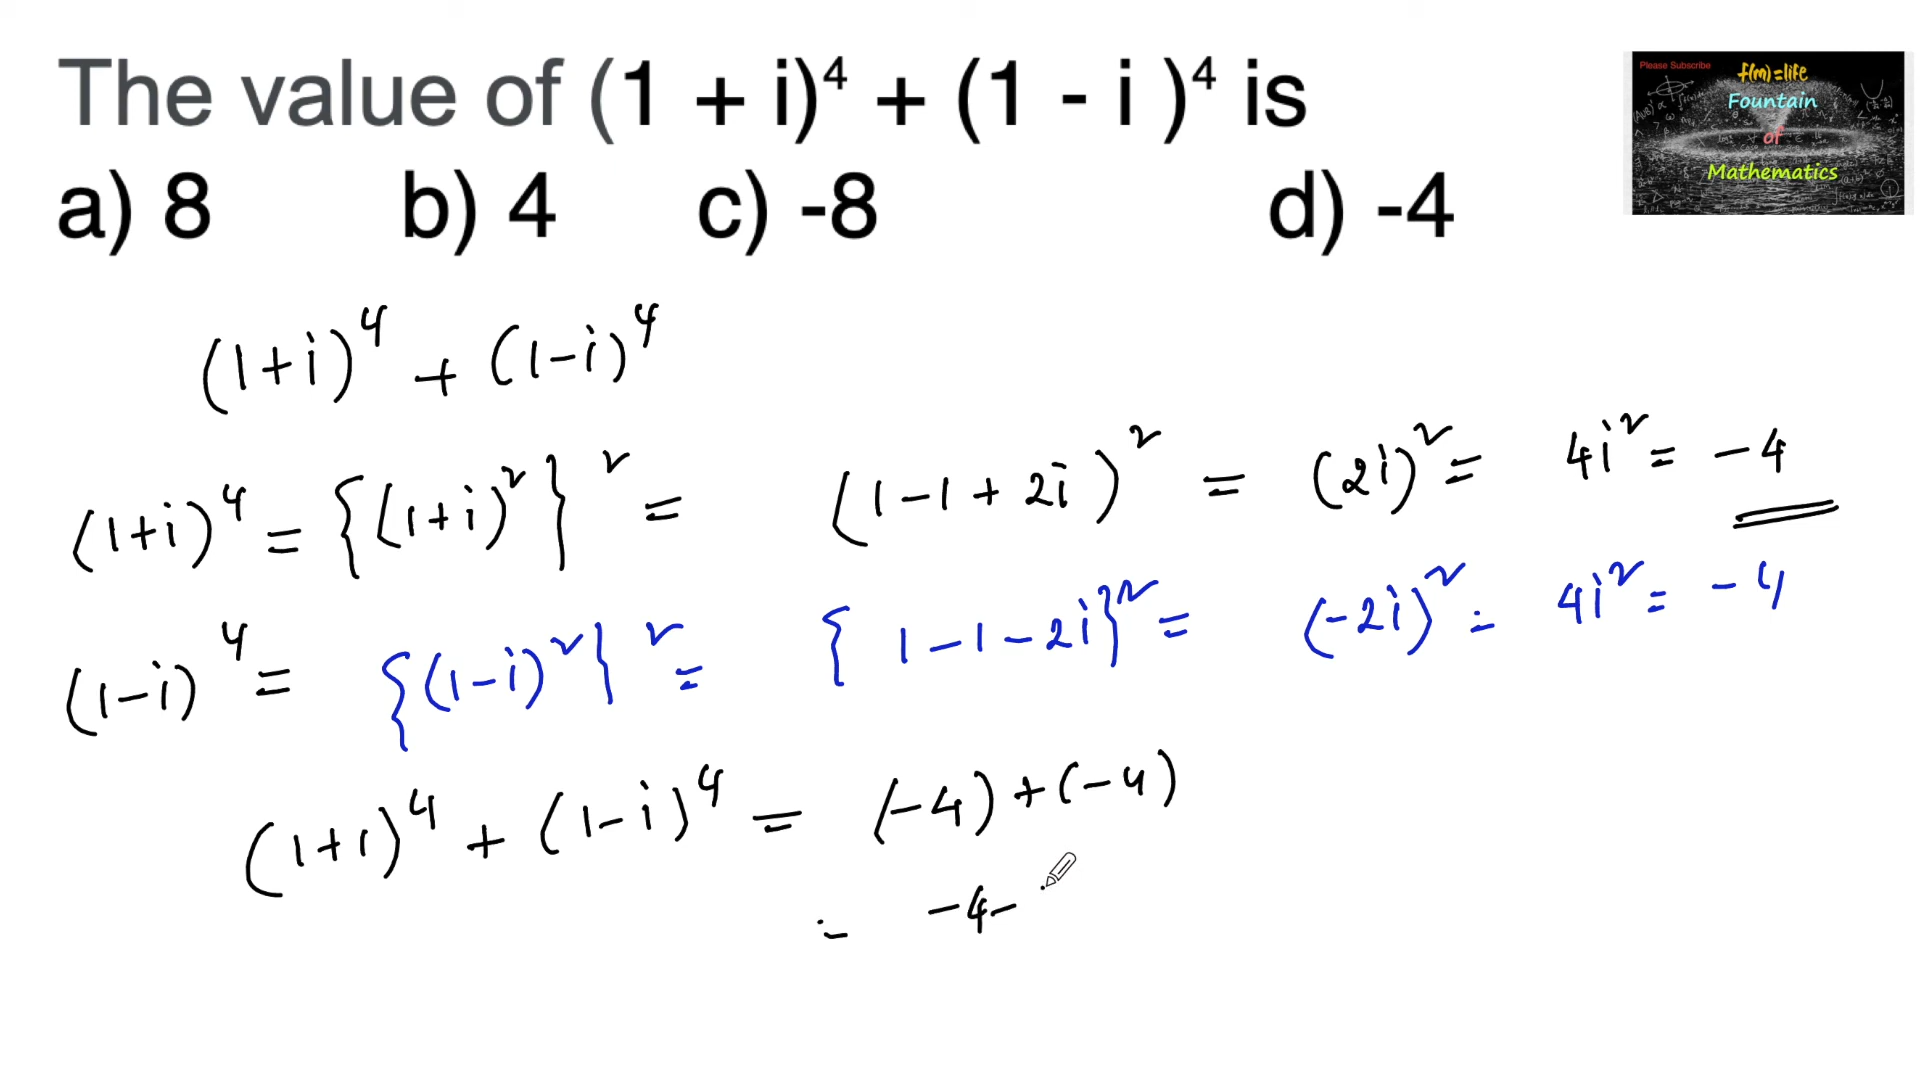 The value of (1 + i)⁴ + (1 - i )⁴ is
a) 8 b) 4 c) -8 d) -4
Please Subscribe
f(m)=life
Fountain
of
Mathematics
(1+i)⁴ + (1-i)⁴
(1+i)⁴ = {(1+i)²}² = (1-1+2i)² = (2i)² = 4i² = -4
(1-i)⁴ = {(1-i)²}² = {1-1-2i}² = (-2i)² = 4i² = -4
(1+i)⁴ + (1-i)⁴ = (-4)+(-4)
= -4-